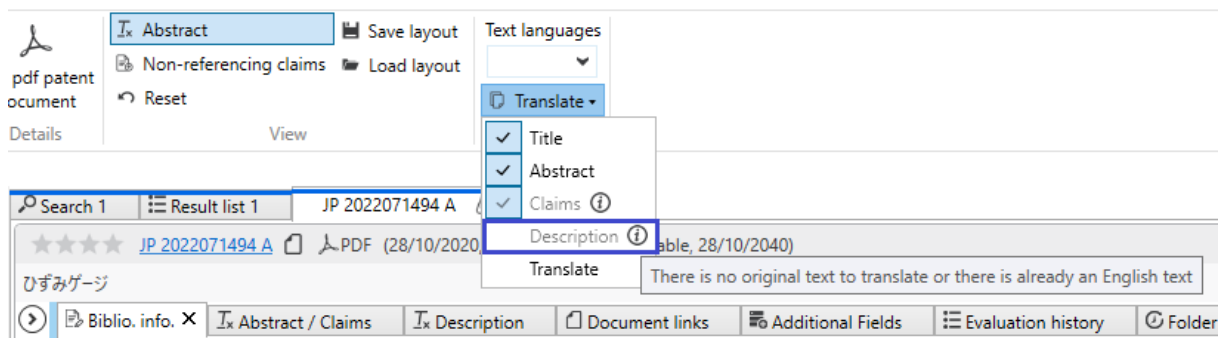 Abstract
Save layout
Text languages
pdf patent
Non-referencing claims
Load layout
ocument
Reset
Translate
Details
View
Title
Abstract
Claims
Description
Translate
Search 1
Result list 1
JP 2022071494 A
JP 2022071494 A
PDF (28/10/2020,
able, 28/10/2040)
There is no original text to translate or there is already an English text
ひずみゲージ
Biblio. info.
Abstract / Claims
Description
Document links
Additional Fields
Evaluation history
Folder